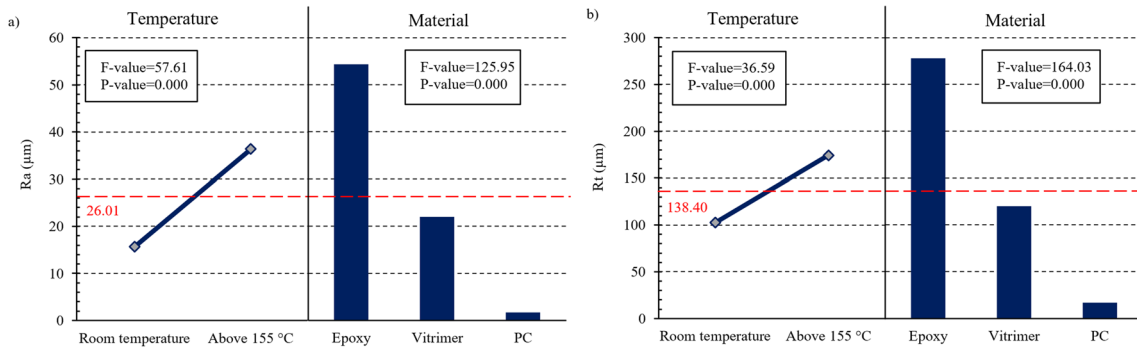 a)
Temperature
Material
60
50
40
30
20
10
0
Ra (µm)
F-value=57.61
P-value=0.000
F-value=125.95
P-value=0.000
26.01
Room temperature
Above 155 °C
Epoxy
Vitrimer
PC
b)
Temperature
Material
300
250
200
150
100
50
0
Rt (µm)
F-value=36.59
P-value=0.000
F-value=164.03
P-value=0.000
138.40
Room temperature
Above 155 °C
Epoxy
Vitrimer
PC